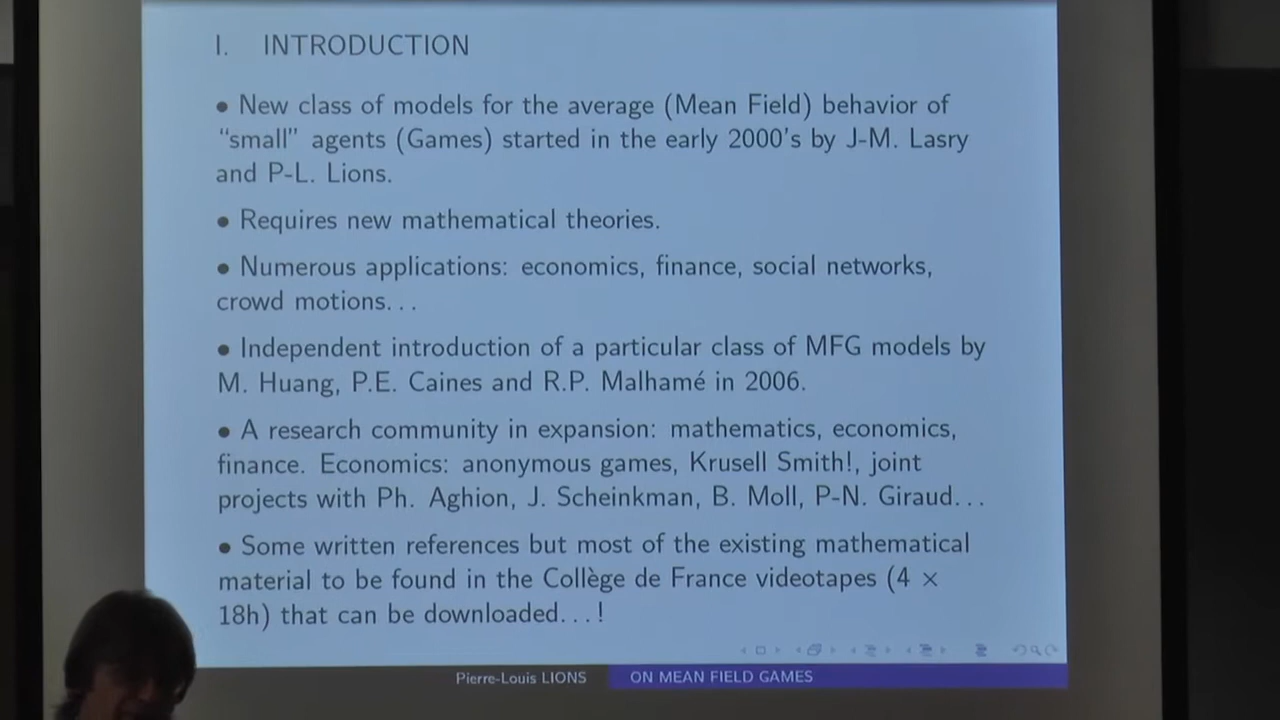 I. INTRODUCTION
• New class of models for the average (Mean Field) behavior of
“small” agents (Games) started in the early 2000's by J-M. Lasry
and P-L. Lions.
• Requires new mathematical theories.
• Numerous applications: economics, finance, social networks,
crowd motions. . .
• Independent introduction of a particular class of MFG models by
M. Huang, P.E. Caines and R.P. Malhamé in 2006.
• A research community in expansion: mathematics, economics,
finance. Economics: anonymous games, Krusell Smith!, joint
projects with Ph. Aghion, J. Scheinkman, B. Moll, P-N. Giraud. . .
• Some written references but most of the existing mathematical
material to be found in the Collège de France videotapes (4 ×
18h) that can be downloaded. . . !
Pierre-Louis LIONS ON MEAN FIELD GAMES